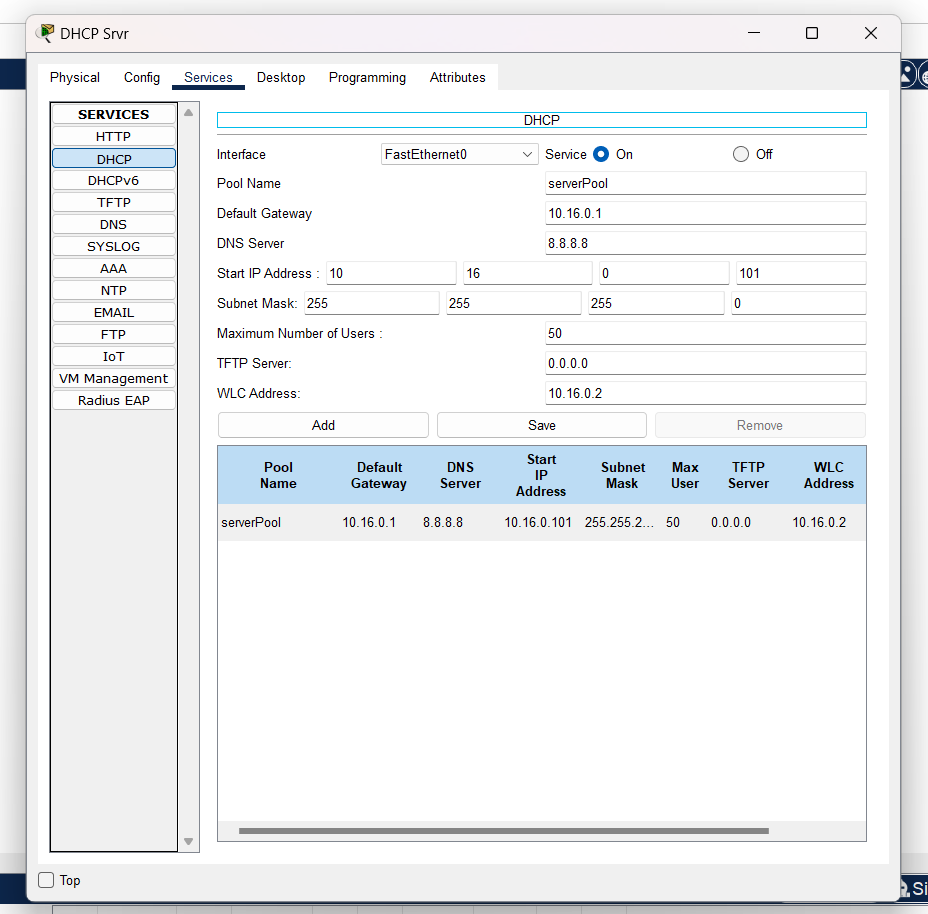 DHCP Srvr
Physical Config Services Desktop Programming Attributes
SERVICES
HTTP
DHCP
DHCPv6
TFTP
DNS
SYSLOG
AAA
NTP
EMAIL
FTP
IoT
VM Management
Radius EAP
DHCP
Interface FastEthernet0 Service On Off
Pool Name serverPool
Default Gateway 10.16.0.1
DNS Server 8.8.8.8
Start IP Address : 10 16 0 101
Subnet Mask: 255 255 255 0
Maximum Number of Users : 50
TFTP Server: 0.0.0.0
WLC Address: 10.16.0.2
Add Save Remove
Pool Name Default Gateway DNS Server Start IP Address Subnet Mask Max User TFTP Server WLC Address
serverPool 10.16.0.1 8.8.8.8 10.16.0.101 255.255.2... 50 0.0.0.0 10.16.0.2
Top
Si